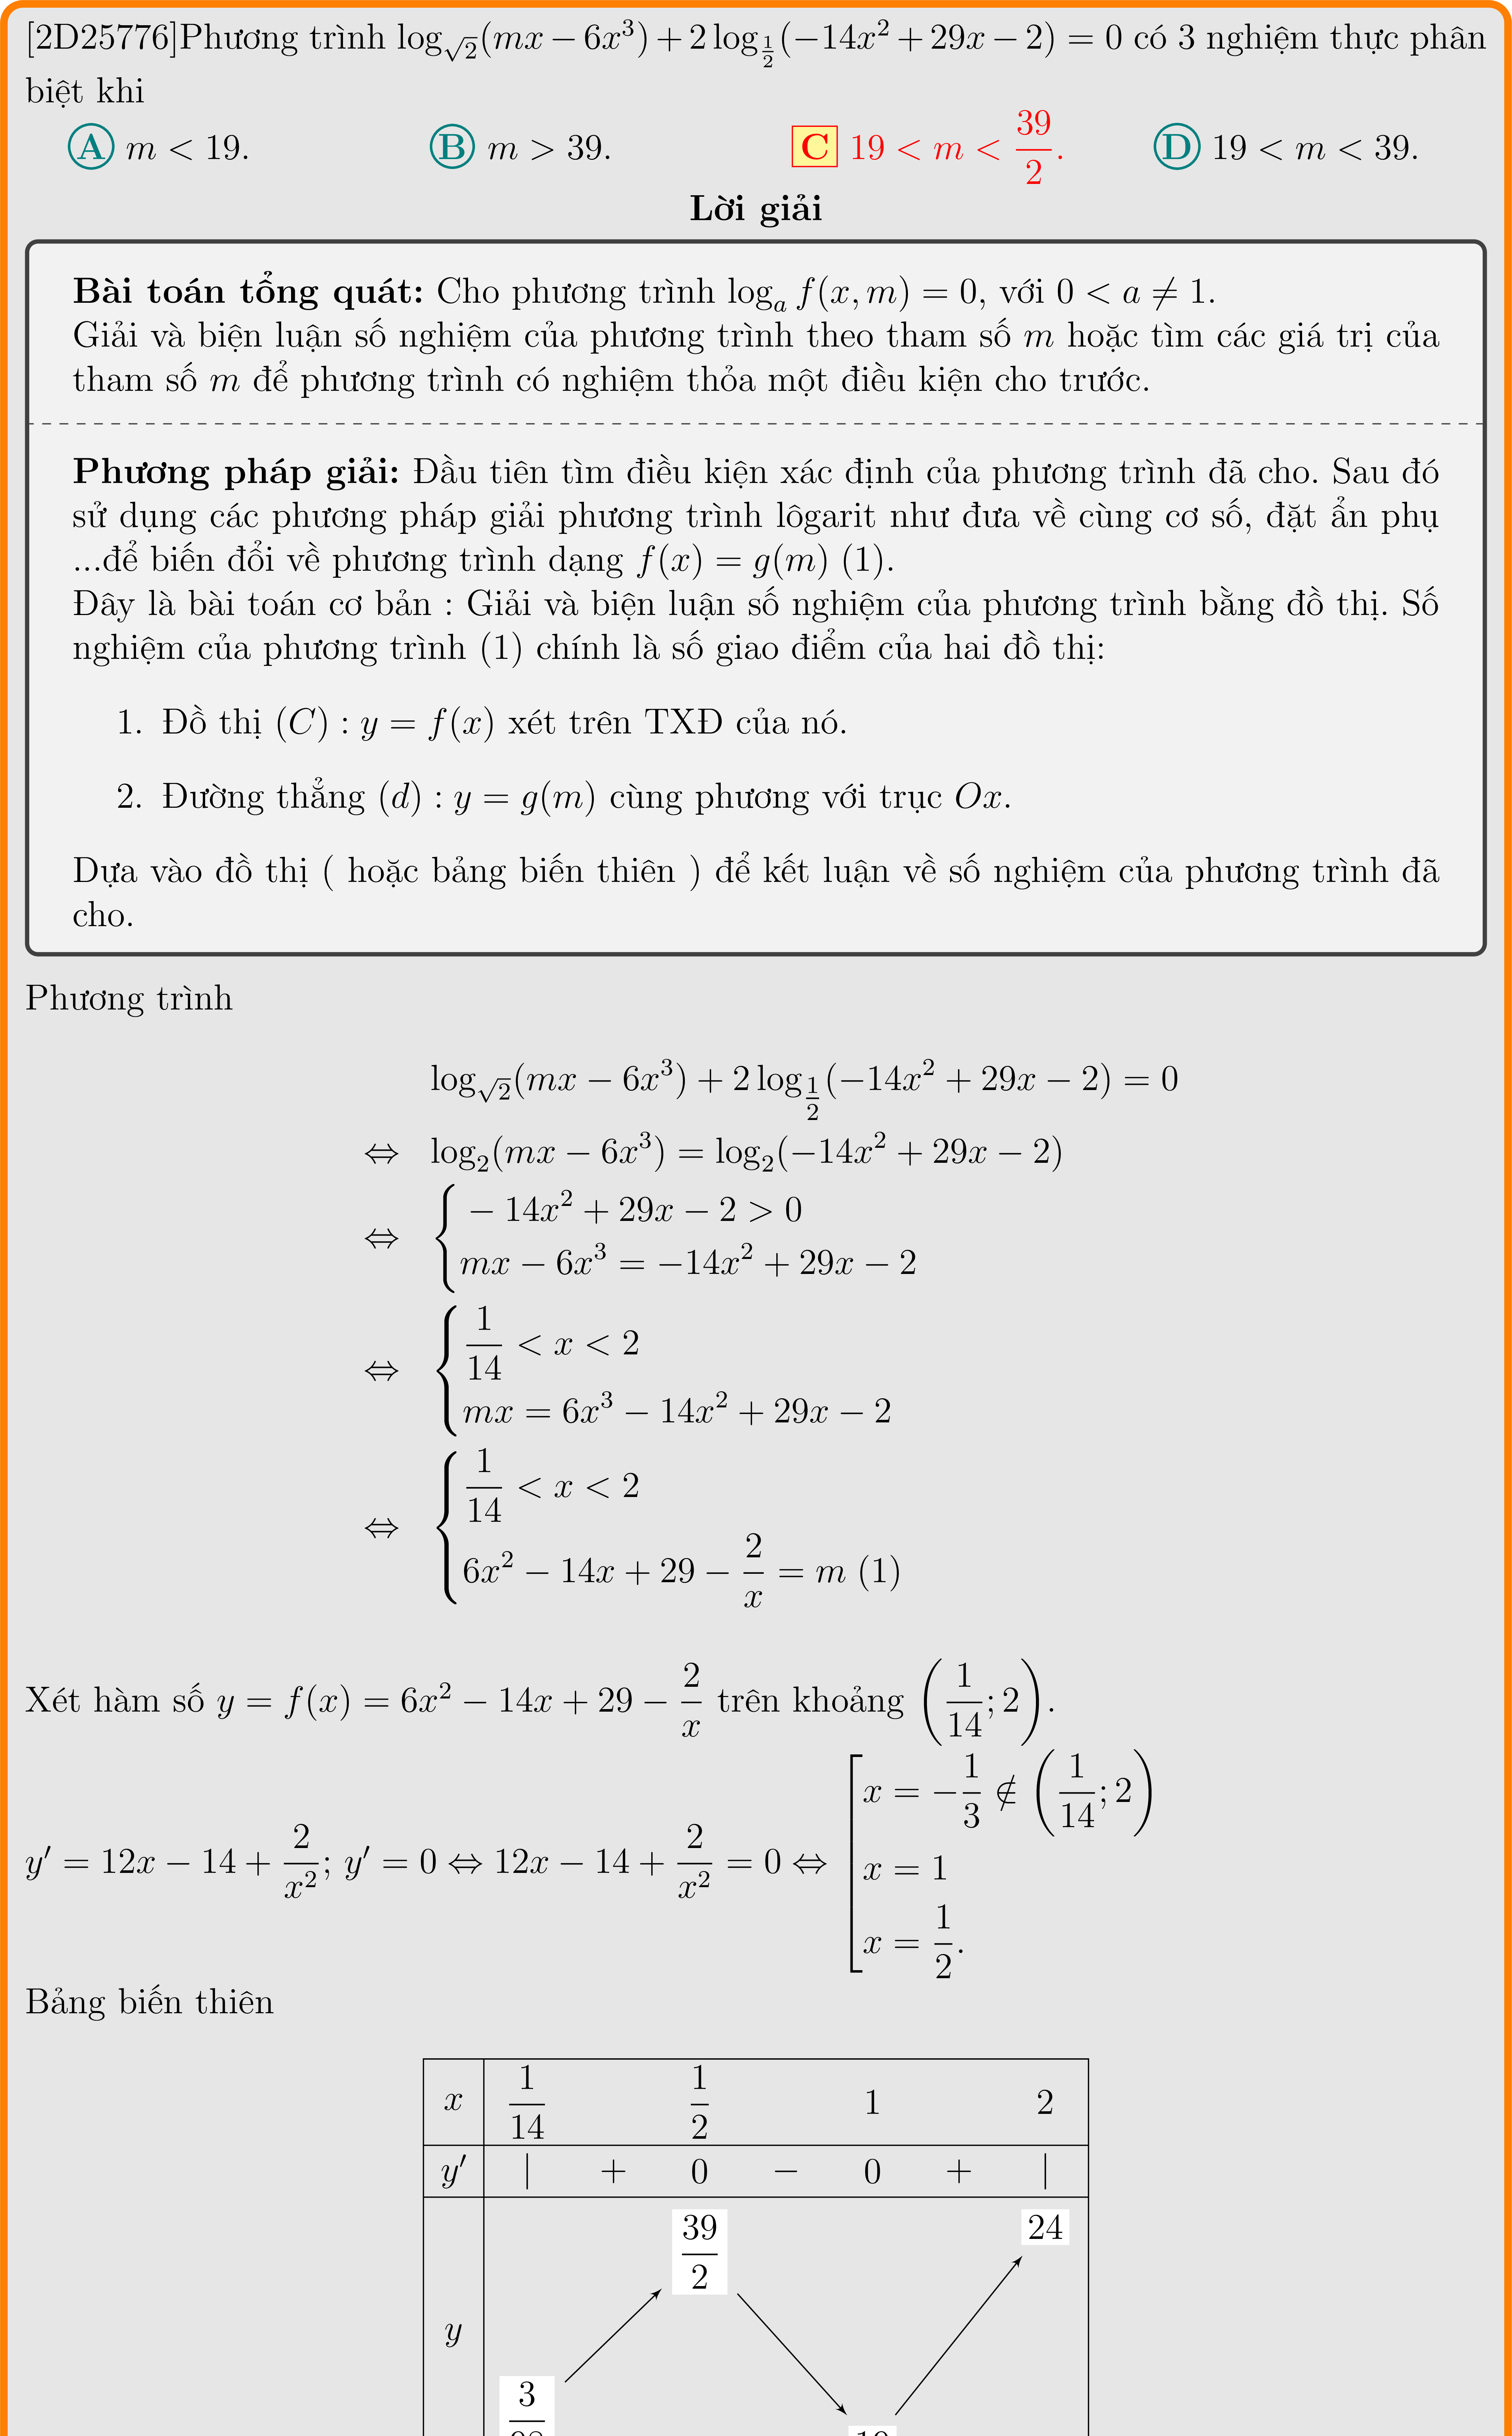 [2D25776]Phương trình $\log_{\sqrt{2}}(mx-6x^3)+2\log_{\frac{1}{2}}(-14x^2+29x-2)=0$ có 3 nghiệm thực phân
biệt khi
A $m<19$. B $m>39$. C $19<m<\dfrac{39}{2}$. D $19<m<39$.
Lời giải
Bài toán tổng quát: Cho phương trình $\log_a f(x,m)=0$, với $0<a\neq 1$.
Giải và biện luận số nghiệm của phương trình theo tham số $m$ hoặc tìm các giá trị của
tham số $m$ để phương trình có nghiệm thỏa một điều kiện cho trước.
Phương pháp giải: Đầu tiên tìm điều kiện xác định của phương trình đã cho. Sau đó
sử dụng các phương pháp giải phương trình lôgarit như đưa về cùng cơ số, đặt ẩn phụ
...để biến đổi về phương trình dạng $f(x)=g(m)$ (1).
Đây là bài toán cơ bản : Giải và biện luận số nghiệm của phương trình bằng đồ thị. Số
nghiệm của phương trình (1) chính là số giao điểm của hai đồ thị:
1. Đồ thị $(C):y=f(x)$ xét trên TXĐ của nó.
2. Đường thẳng $(d):y=g(m)$ cùng phương với trục $Ox$.
Dựa vào đồ thị ( hoặc bảng biến thiên ) để kết luận về số nghiệm của phương trình đã
cho.
Phương trình
$\log_{\sqrt{2}}(mx-6x^3)+2\log_{\frac{1}{2}}(-14x^2+29x-2)=0$
$\Leftrightarrow \log_2(mx-6x^3)=\log_2(-14x^2+29x-2)$
$\Leftrightarrow \begin{cases}-14x^2+29x-2>0\\ mx-6x^3=-14x^2+29x-2\end{cases}$
$\Leftrightarrow \begin{cases}\dfrac{1}{14}<x<2\\ mx=6x^3-14x^2+29x-2\end{cases}$
$\Leftrightarrow \begin{cases}\dfrac{1}{14}<x<2\\ 6x^2-14x+29-\dfrac{2}{x}=m\ (1)\end{cases}$
Xét hàm số $y=f(x)=6x^2-14x+29-\dfrac{2}{x}$ trên khoảng $\left(\dfrac{1}{14};2\right)$.
$y'=12x-14+\dfrac{2}{x^2}$; $y'=0\Leftrightarrow 12x-14+\dfrac{2}{x^2}=0\Leftrightarrow \left[\begin{array}{l}x=-\dfrac{1}{3}\notin\left(\dfrac{1}{14};2\right)\\ x=1\\ x=\dfrac{1}{2}.\end{array}\right.$
Bảng biến thiên
$x$ $\dfrac{1}{14}$ $\dfrac{1}{2}$ 1 2
$y'$ | + 0 − 0 + |
$\dfrac{39}{2}$ 24
$y$
3